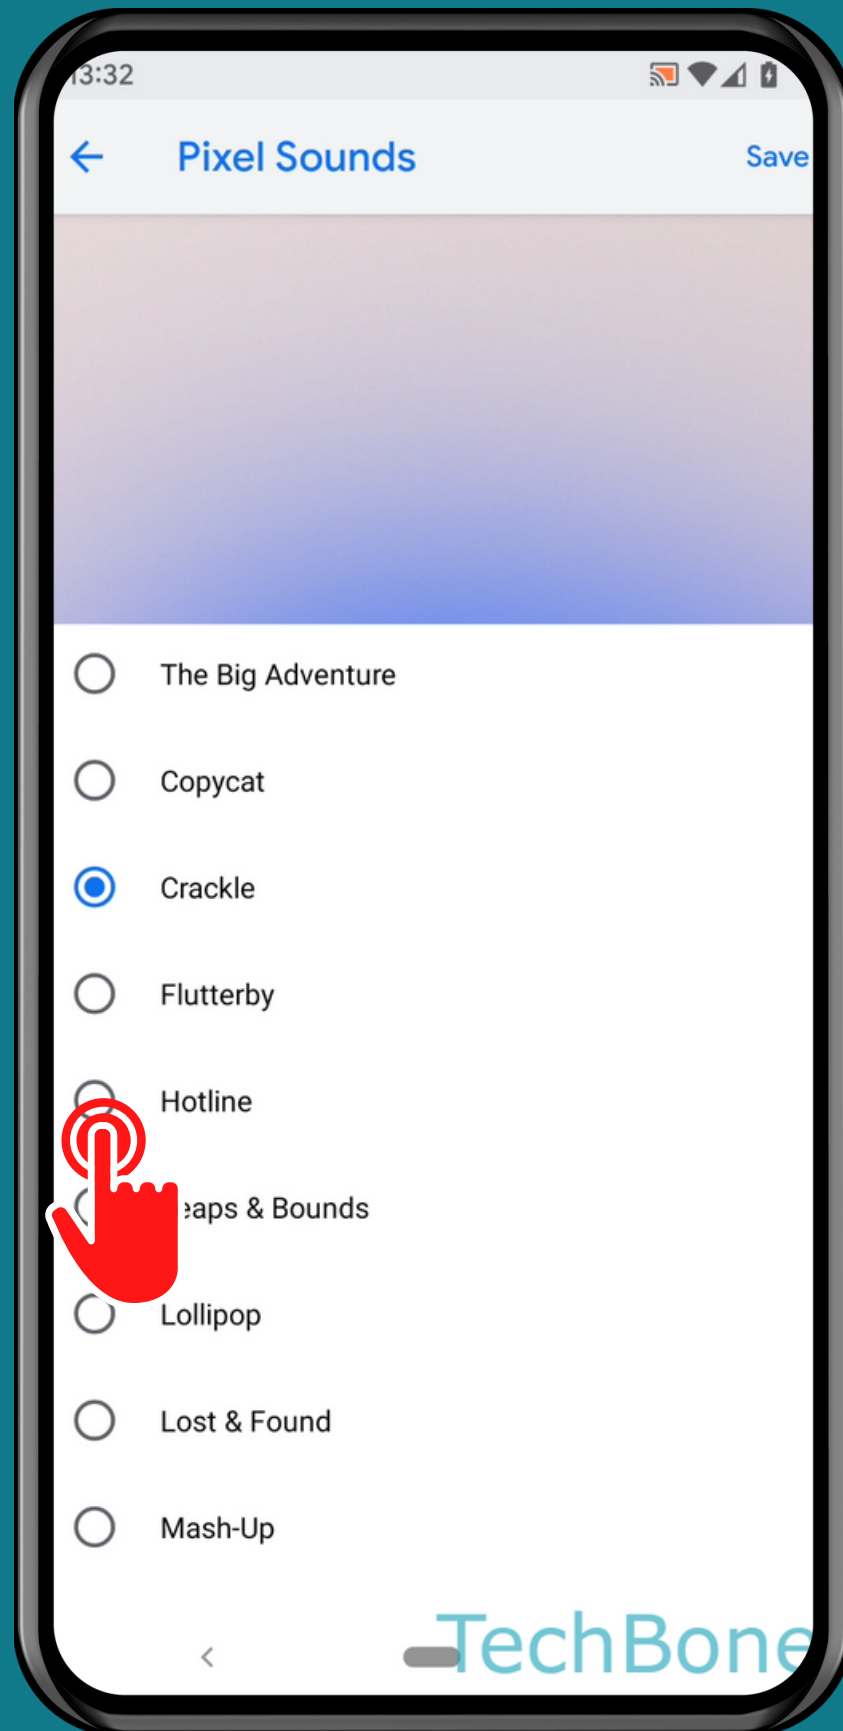 13:32
Pixel Sounds
Save
The Big Adventure
Copycat
Crackle
Flutterby
Hotline
eaps & Bounds
Lollipop
Lost & Found
Mash-Up
TechBone